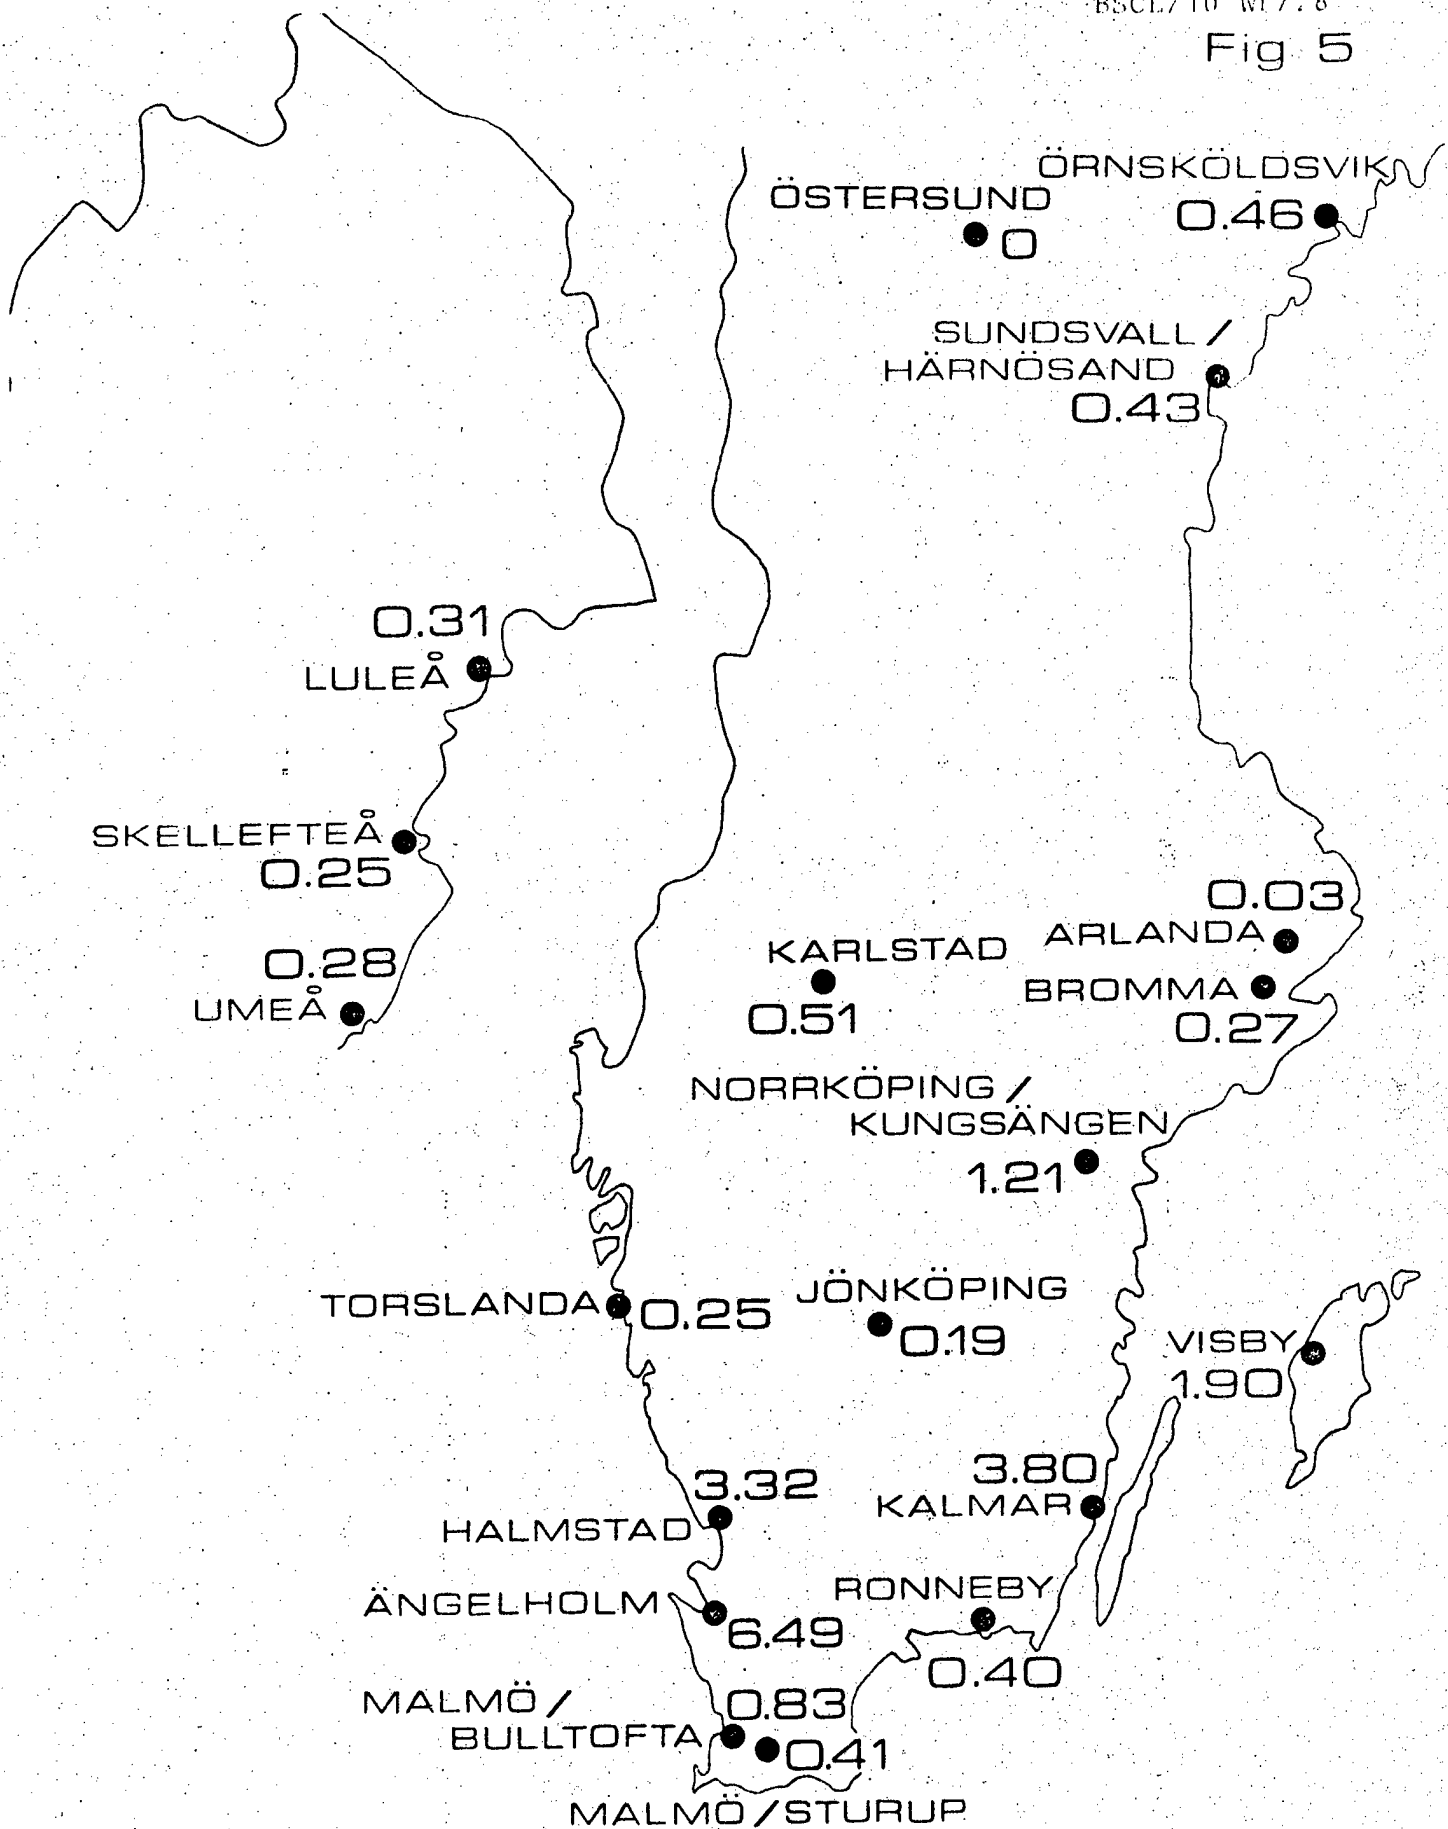 Fig 5
ÖRNSKÖLDSVIK
0.46
ÖSTERSUND
0
SUNDSVALL /
HÄRNÖSAND
0.43
0.31
LULEÅ
SKELLEFTEÅ
0.25
0.28
UMEÅ
0.03
ARLANDA
KARLSTAD
0.51
BROMMA
0.27
NORRKÖPING /
KUNGSÄNGEN
1.21
TORSLANDA
0.25
JÖNKÖPING
0.19
VISBY
1.90
3.32
HALMSTAD
3.80
KALMAR
ÄNGELHOLM
6.49
RONNEBY
0.40
MALMÖ /
BULLTOFTA
0.83
0.41
MALMÖ / STURUP